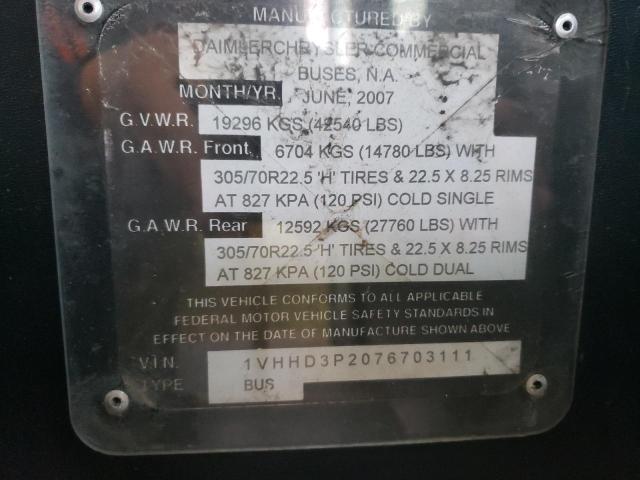 MANUFACTURED BY
DAIMLERCHRYSLER COMMERCIAL
BUSES, N.A.
MONTH/YR. JUNE, 2007
G.V.W.R. 19296 KGS (42540 LBS)
G.A.W.R. Front 6704 KGS (14780 LBS) WITH
305/70R22.5 'H' TIRES & 22.5 X 8.25 RIMS
AT 827 KPA (120 PSI) COLD SINGLE
G.A.W.R. Rear 12592 KGS (27760 LBS) WITH
305/70R22.5 'H' TIRES & 22.5 X 8.25 RIMS
AT 827 KPA (120 PSI) COLD DUAL
THIS VEHICLE CONFORMS TO ALL APPLICABLE
FEDERAL MOTOR VEHICLE SAFETY STANDARDS IN
EFFECT ON THE DATE OF MANUFACTURE SHOWN ABOVE
V.I.N. 1VHHD3P2076703111
TYPE BUS